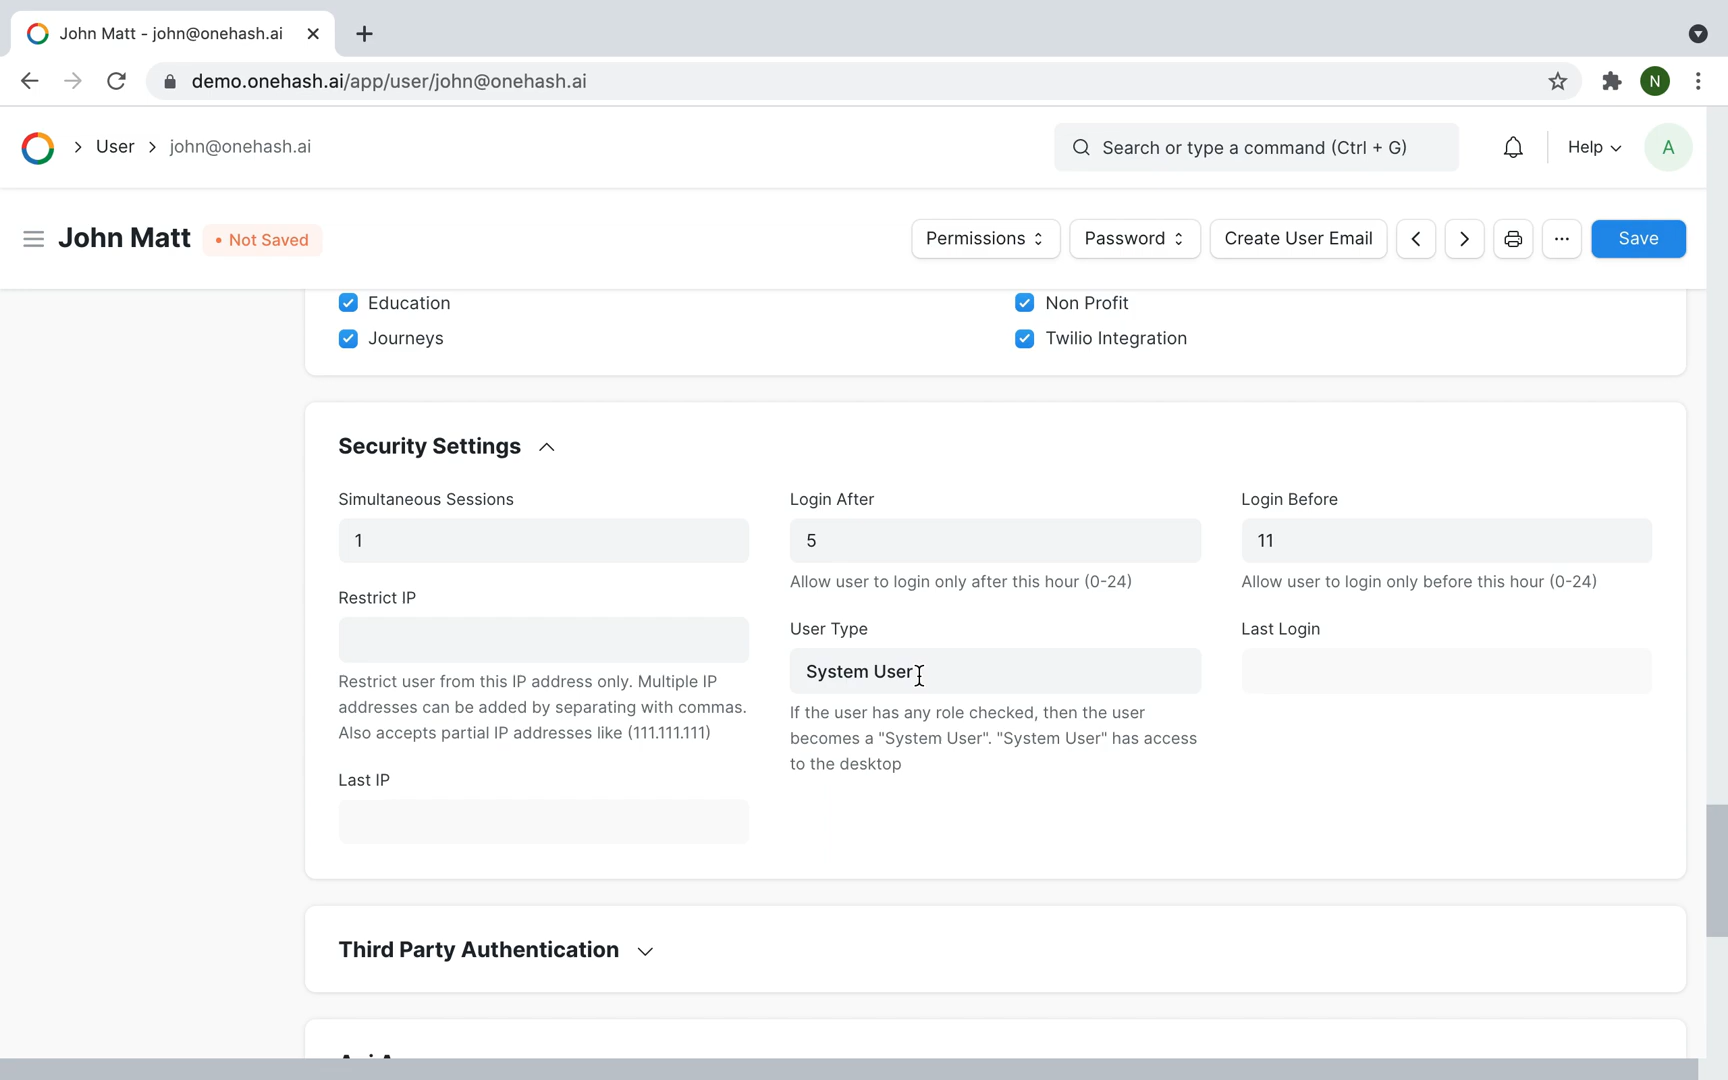 John Matt - john@onehash.ai
demo.onehash.ai/app/user/john@onehash.ai
N
User
john@onehash.ai
Search or type a command (Ctrl + G)
Help
A
John Matt
• Not Saved
Permissions
Password
Create User Email
Save
Education
Non Profit
Journeys
Twilio Integration
Security Settings
Simultaneous Sessions
Login After
Login Before
1
5
11
Allow user to login only after this hour (0-24)
Allow user to login only before this hour (0-24)
Restrict IP
User Type
Last Login
System User
Restrict user from this IP address only. Multiple IP
addresses can be added by separating with commas.
Also accepts partial IP addresses like (111.111.111)
If the user has any role checked, then the user
becomes a "System User". "System User" has access
to the desktop
Last IP
Third Party Authentication